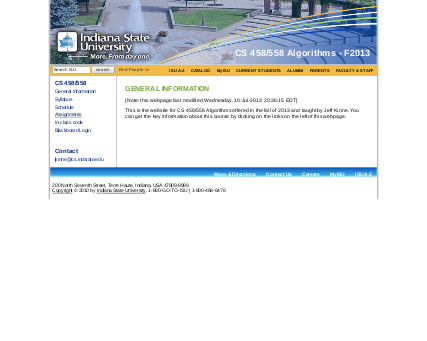 Indiana State
University
More. From day one.
CS 458/558 Algorithms - F2013
Search ISU
search
Find People >>
ISU A-Z CATALOG MyISU CURRENT STUDENTS ALUMNI PARENTS FACULTY & STAFF
CS 458/558
General Information
Syllabus
Schedule
Assignments
In-class code
Blackboard Login
Contact
jkinne@cs.indstate.edu
GENERAL INFORMATION
[Note: this webpage last modified Wednesday, 10-Jul-2013 20:36:15 EDT]
This is the website for CS 458 Algorithms offered in the fall of 2013 and taught by Jeff Kinne. You
can get the key information about this course by clicking on the links on the left of this webpage.
Maps & Directions Contact Us Careers MyISU ISU A-Z
200 North Seventh Street, Terre Haute, Indiana, USA 47809-9989
Copyright © 2010 by Indiana State University. 1-800-GO-TO-ISU | 1-800-468-6478